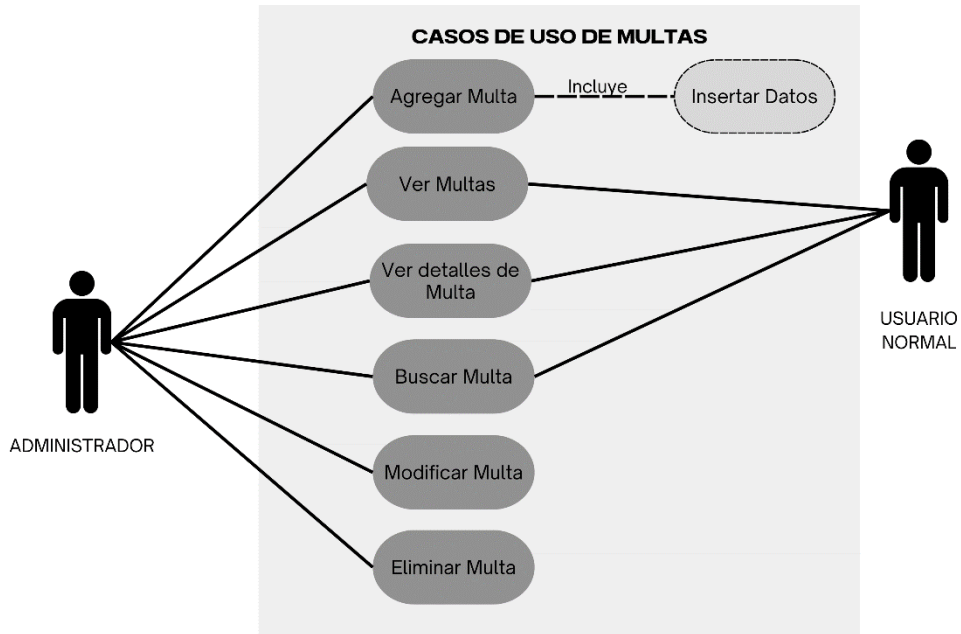 CASOS DE USO DE MULTAS
Agregar Multa
Incluye
Insertar Datos
Ver Multas
Ver detalles de
Multa
USUARIO
NORMAL
Buscar Multa
ADMINISTRADOR
Modificar Multa
Eliminar Multa